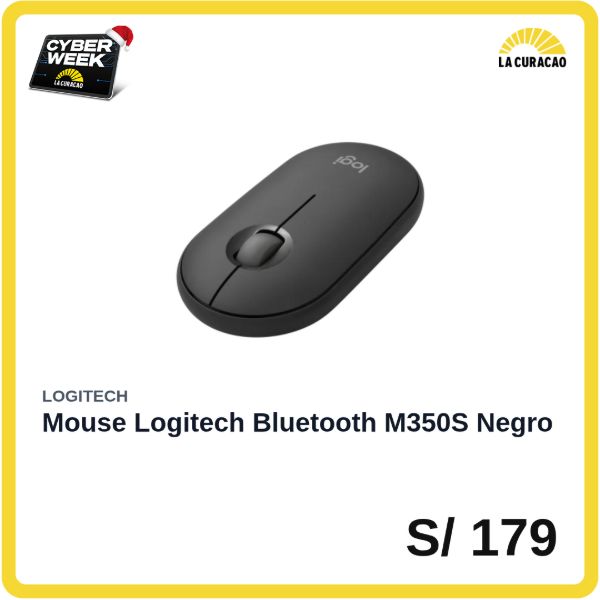 CYBER
WEEK
LA CURACAO
LA CURACAO
logi
LOGITECH
Mouse Logitech Bluetooth M350S Negro
S/ 179